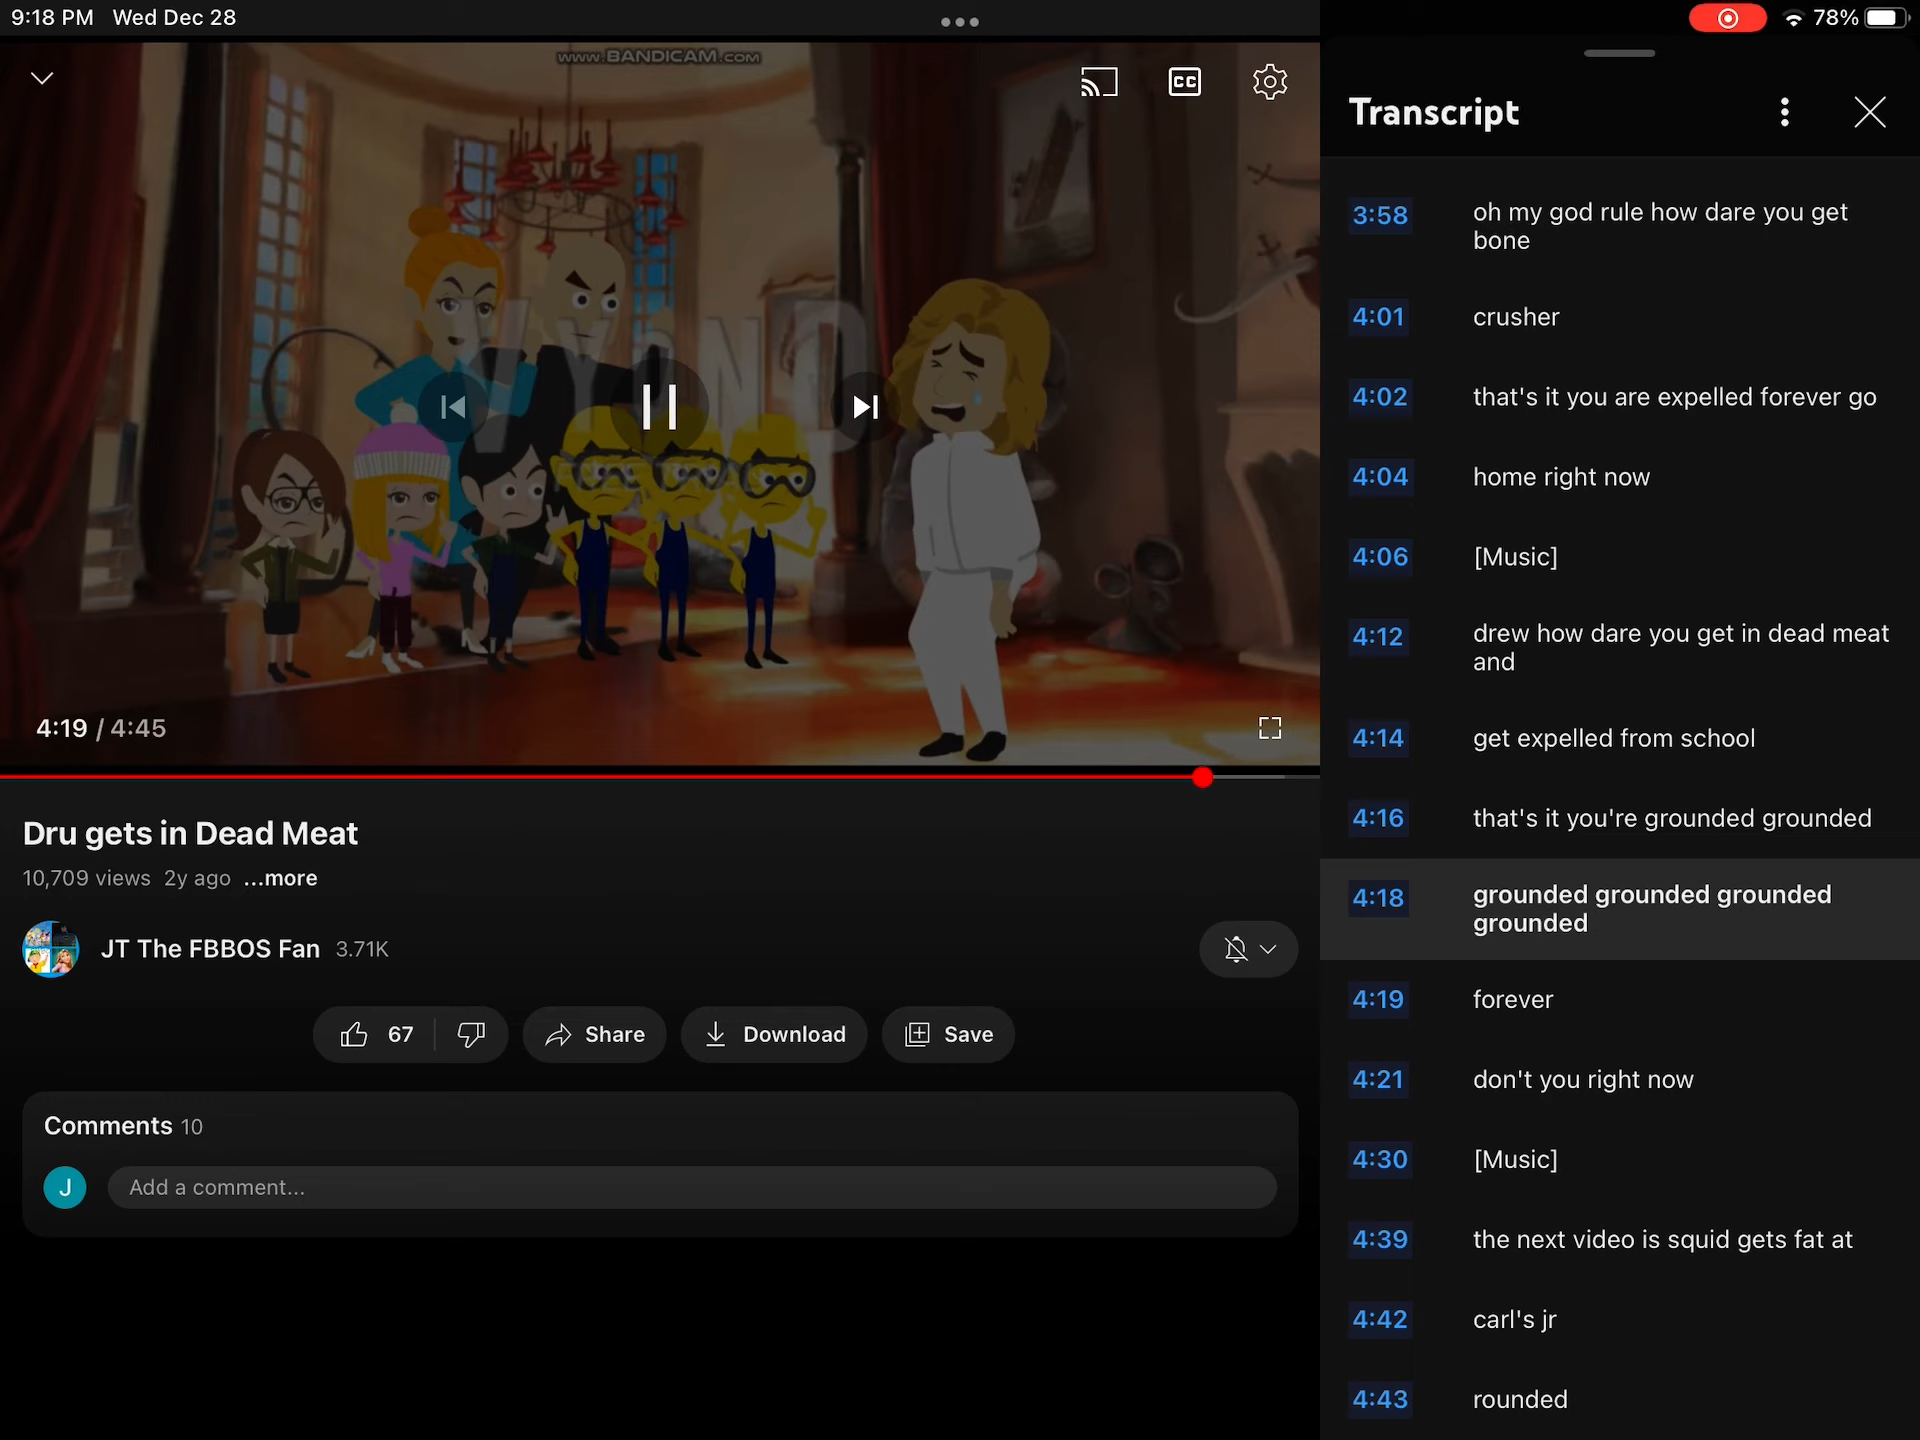 9:18 PM Wed Dec 28
78%
www.BANDICAM.com
CC
VYOND
4:19 / 4:45
Dru gets in Dead Meat
10,709 views 2y ago ...more
JT The FBBOS Fan 3.71K
67
Share
Download
Save
Comments 10
J
Add a comment...
Transcript
3:58 oh my god rule how dare you get
bone
4:01 crusher
4:02 that's it you are expelled forever go
4:04 home right now
4:06 [Music]
4:12 drew how dare you get in dead meat
and
4:14 get expelled from school
4:16 that's it you're grounded grounded
4:18 grounded grounded grounded
grounded
4:19 forever
4:21 don't you right now
4:30 [Music]
4:39 the next video is squid gets fat at
4:42 carl's jr
4:43 rounded